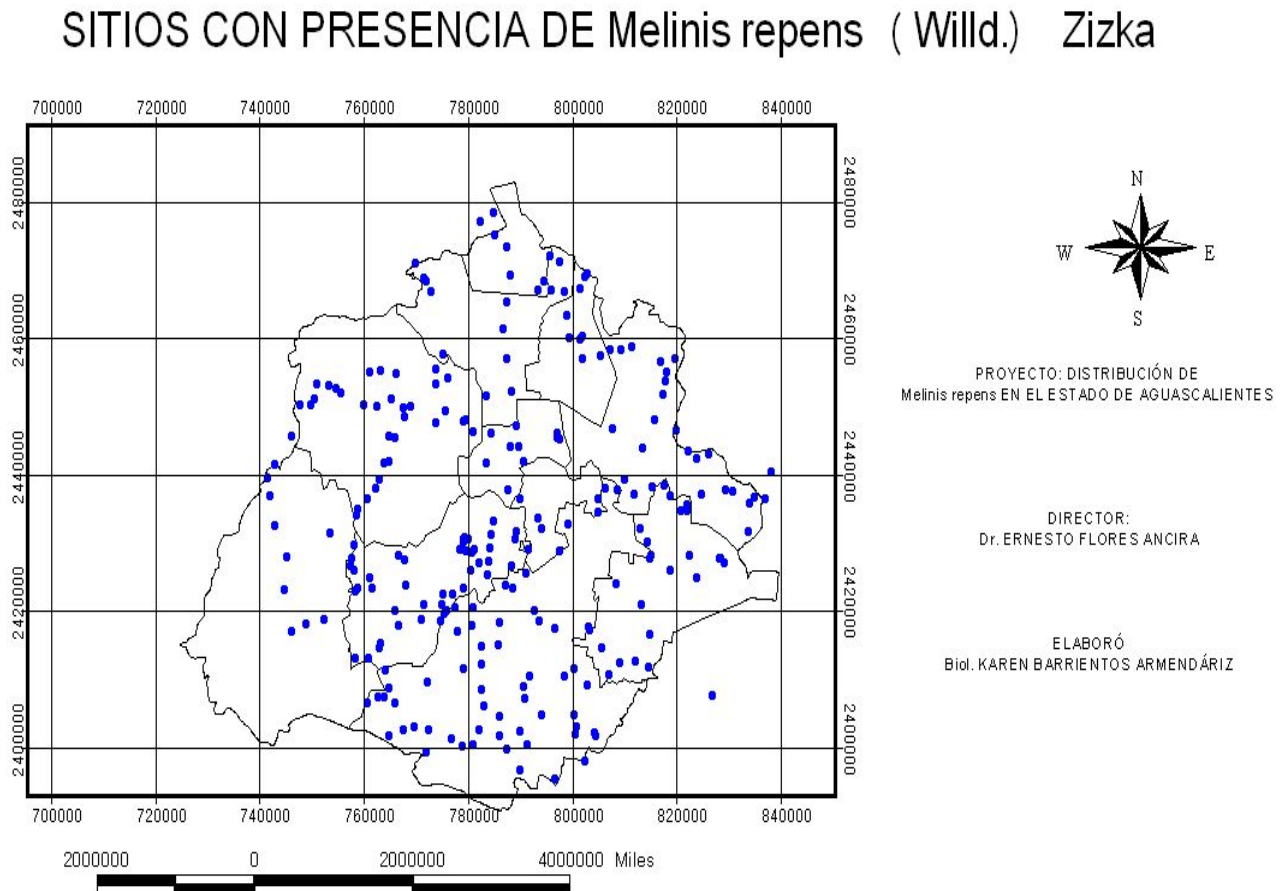 SITIOS CON PRESENCIA DE Melinis repens ( Willd.) Zizka
700000 720000 740000 760000 780000 800000 820000 840000
2480000 2480000
2460000 2460000
2440000 2440000
2420000 2420000
2400000 2400000
700000 720000 740000 760000 780000 800000 820000 840000
2000000 0 2000000 4000000 Miles
N
W E
S
PROYECTO: DISTRIBUCIÓN DE
Melinis repens EN EL ESTADO DE AGUASCALIENTES
DIRECTOR:
Dr. ERNESTO FLORES ANCIRA
ELABORÓ
Biol. KAREN BARRIENTOS ARMENDÁRIZ